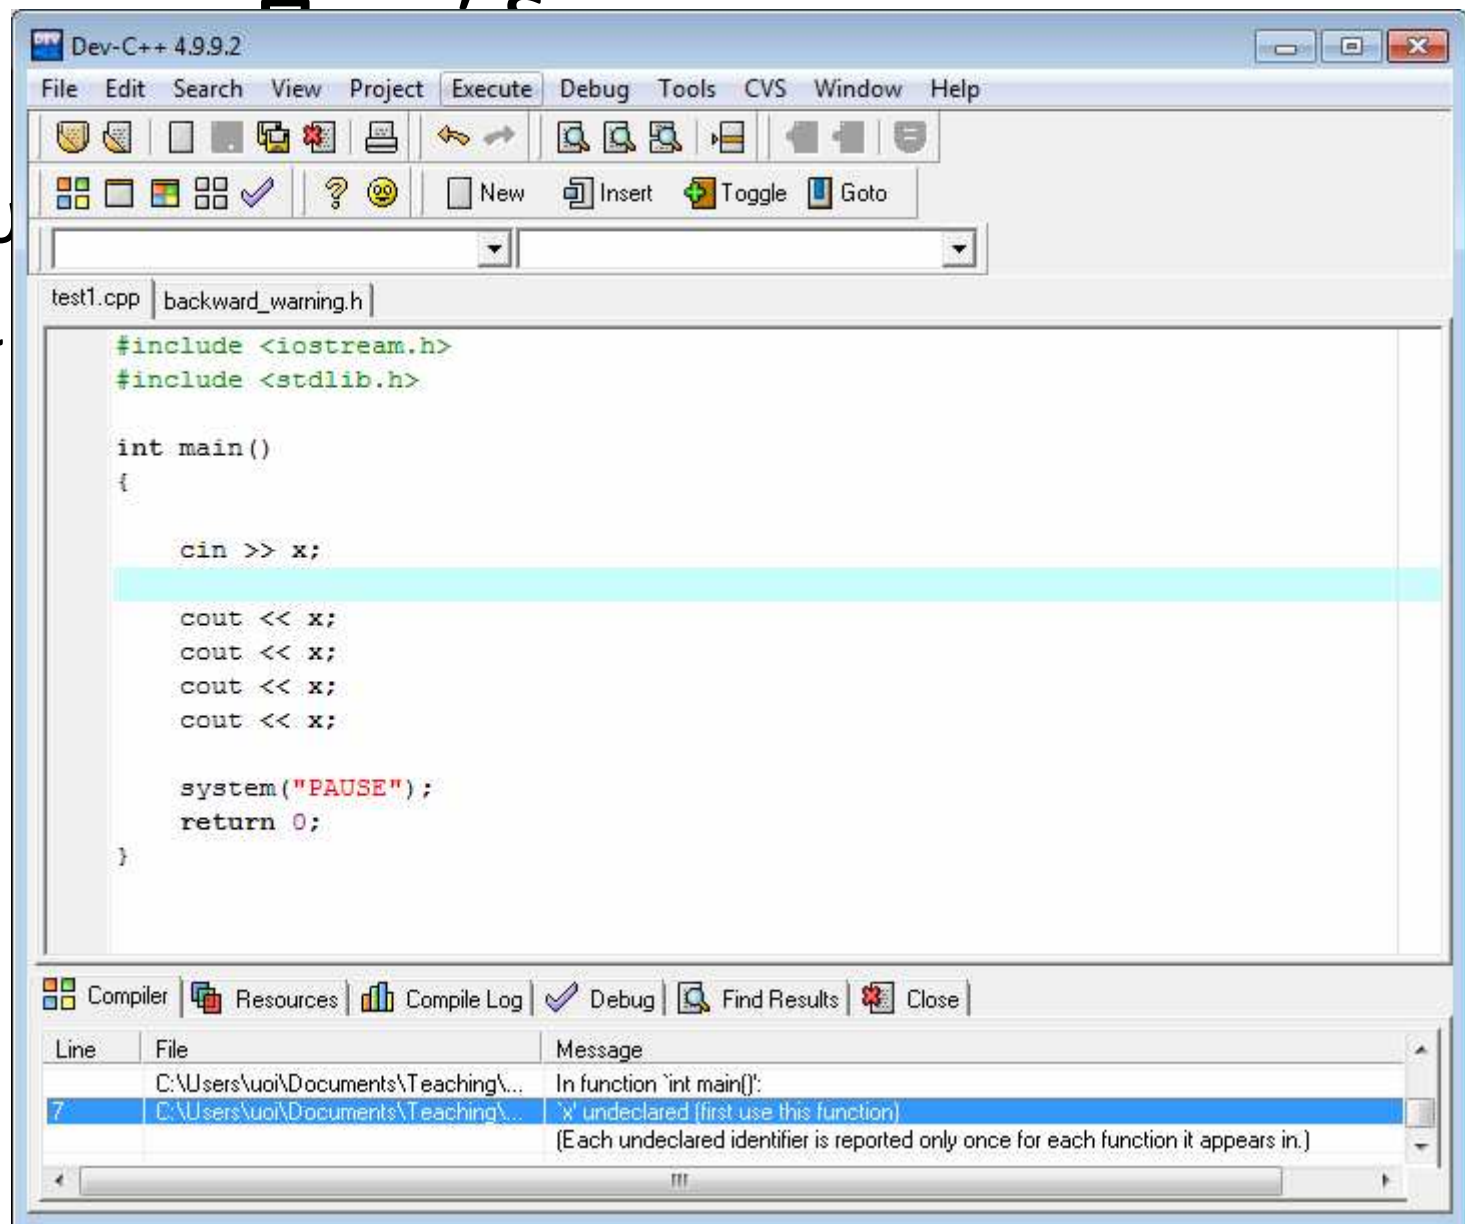 Dev-C++ 4.9.9.2
File Edit Search View Project Execute Debug Tools CVS Window Help
New Insert Toggle Goto
test1.cpp backward_warning.h
#include <iostream.h>
#include <stdlib.h>
int main()
{
cin >> x;
cout << x;
cout << x;
cout << x;
cout << x;
system("PAUSE");
return 0;
}
Compiler Resources Compile Log Debug Find Results Close
Line File Message
C:\Users\uoi\Documents\Teaching\... In function `int main()':
7 C:\Users\uoi\Documents\Teaching\... `x' undeclared (first use this function)
(Each undeclared identifier is reported only once for each function it appears in.)